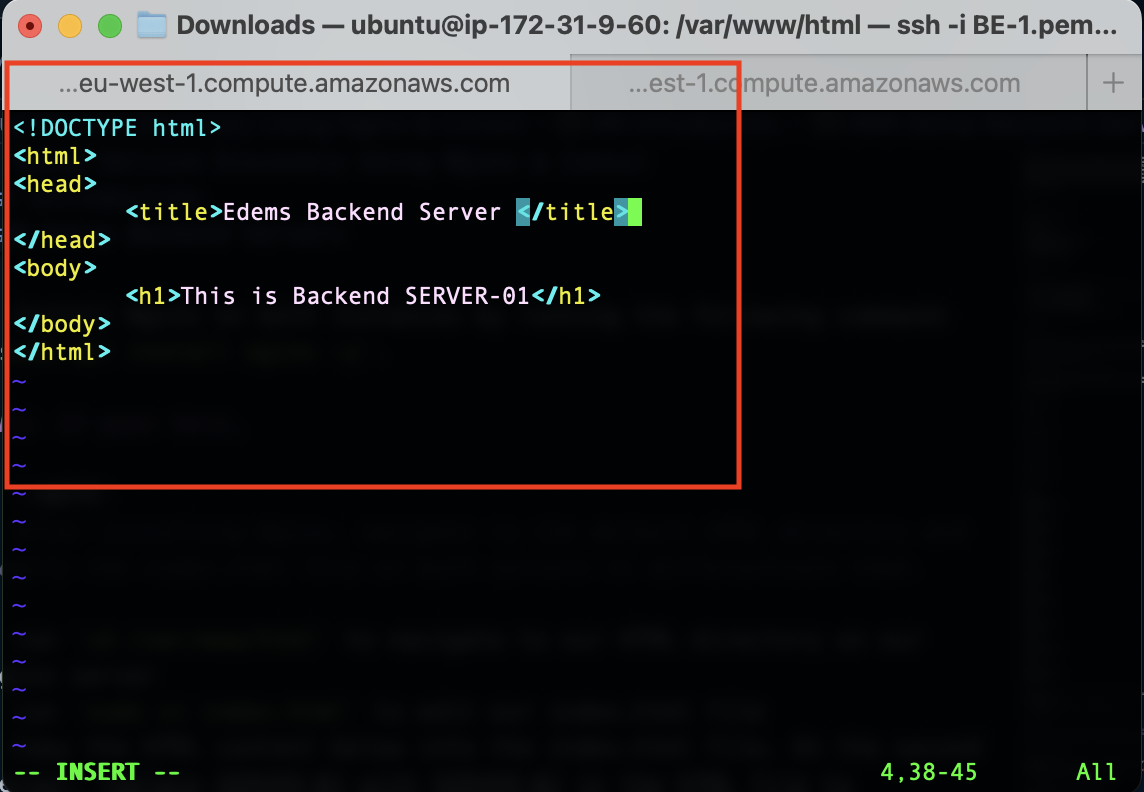 Downloads — ubuntu@ip-172-31-9-60: /var/www/html — ssh -i BE-1.pem...
...eu-west-1.compute.amazonaws.com ...est-1.compute.amazonaws.com +
<!DOCTYPE html>
<html>
<head>
        <title>Edems Backend Server </title>
</head>
<body>
        <h1>This is Backend SERVER-01</h1>
</body>
</html>
~
~
~
~
~
~
~
~
~
~
~
~
~
~
-- INSERT -- 4,38-45 All